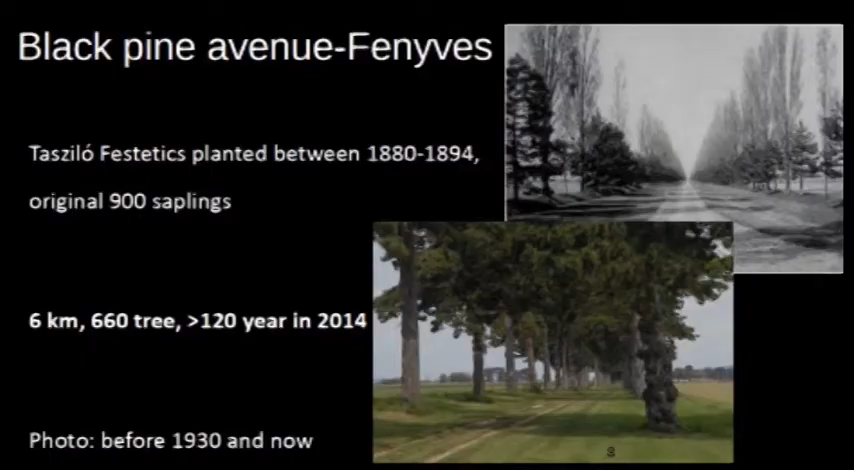 Black pine avenue-Fenyves
Tasziló Festetics planted between 1880-1894,
original 900 saplings
6 km, 660 tree, >120 year in 2014
Photo: before 1930 and now